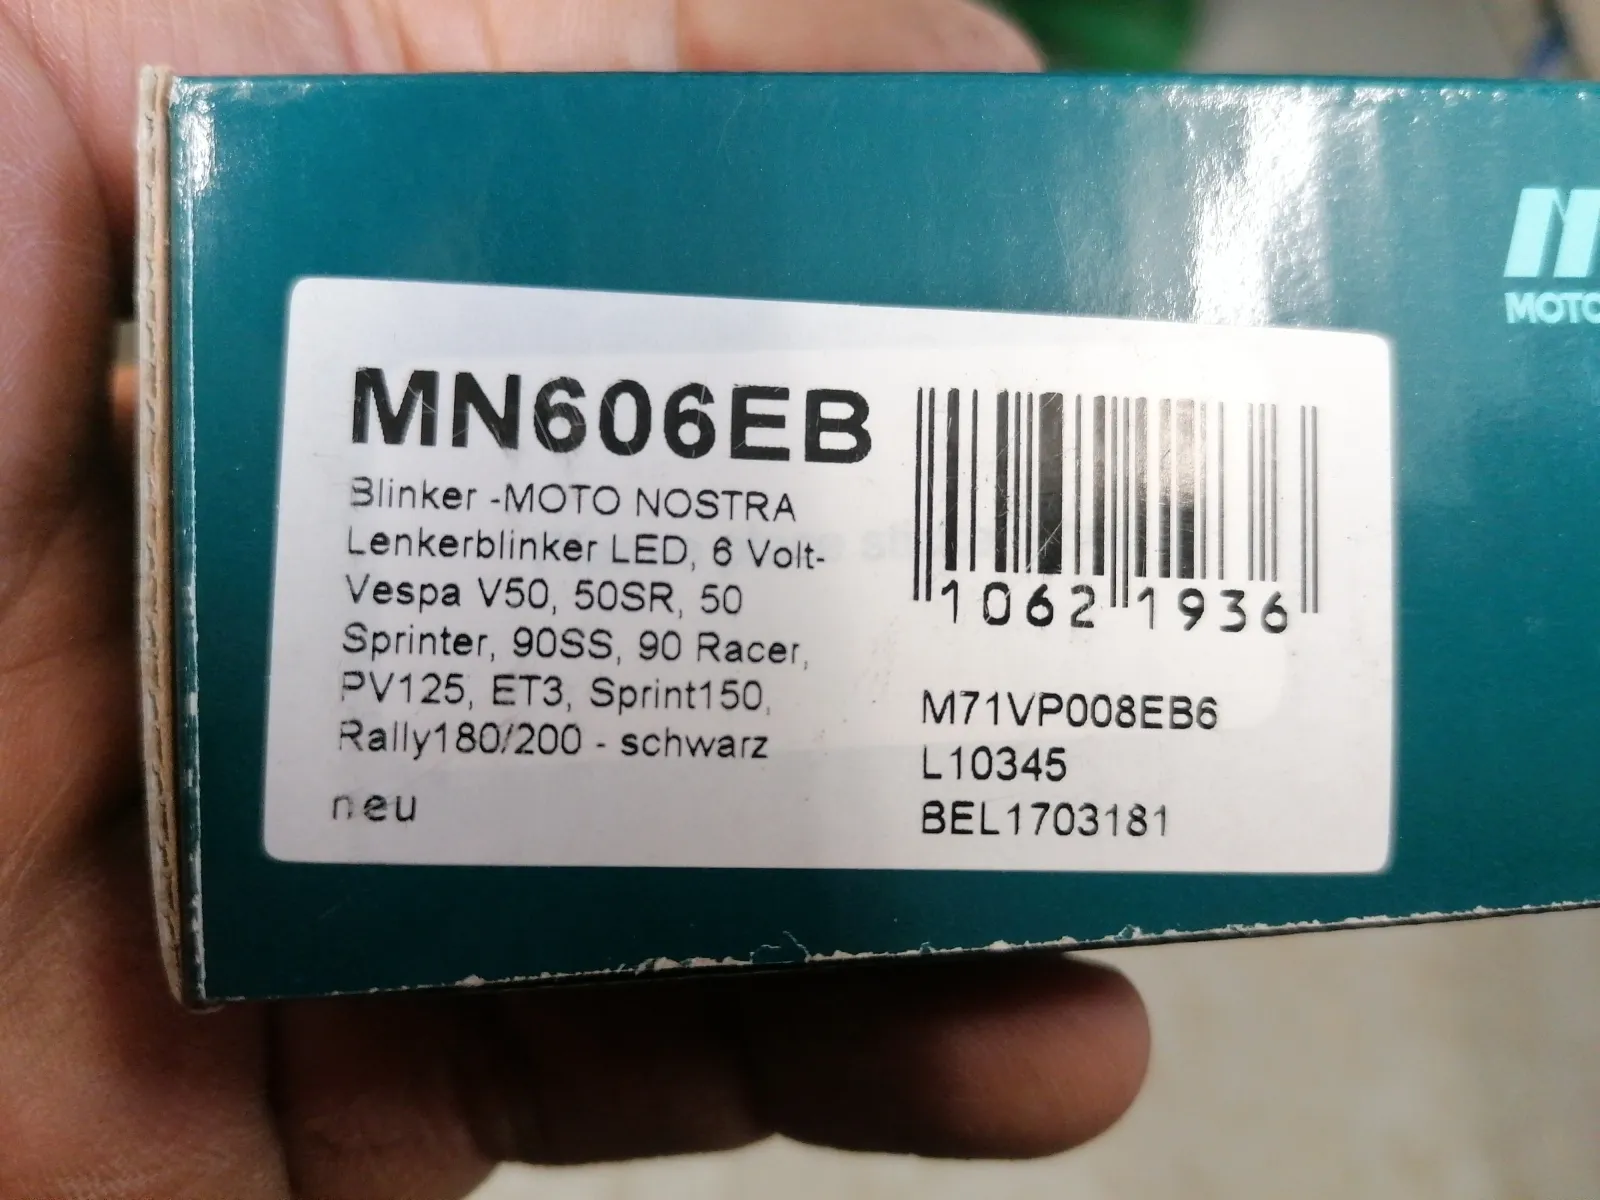 MOTO
MN606EB
Blinker -MOTO NOSTRA
Lenkerblinker LED, 6 Volt-
Vespa V50, 50SR, 50
Sprinter, 90SS, 90 Racer,
PV125, ET3, Sprint150,
Rally180/200 - schwarz
neu
1062 1936
M71VP008EB6
L10345
BEL1703181